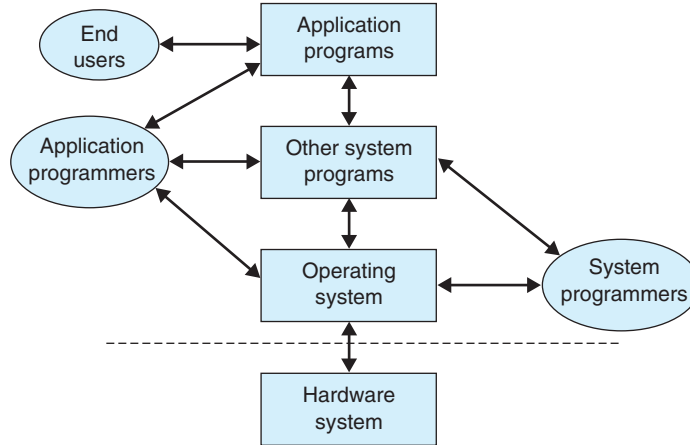 End
users
Application
programs
Application
programmers
Other system
programs
Operating
system
System
programmers
Hardware
system